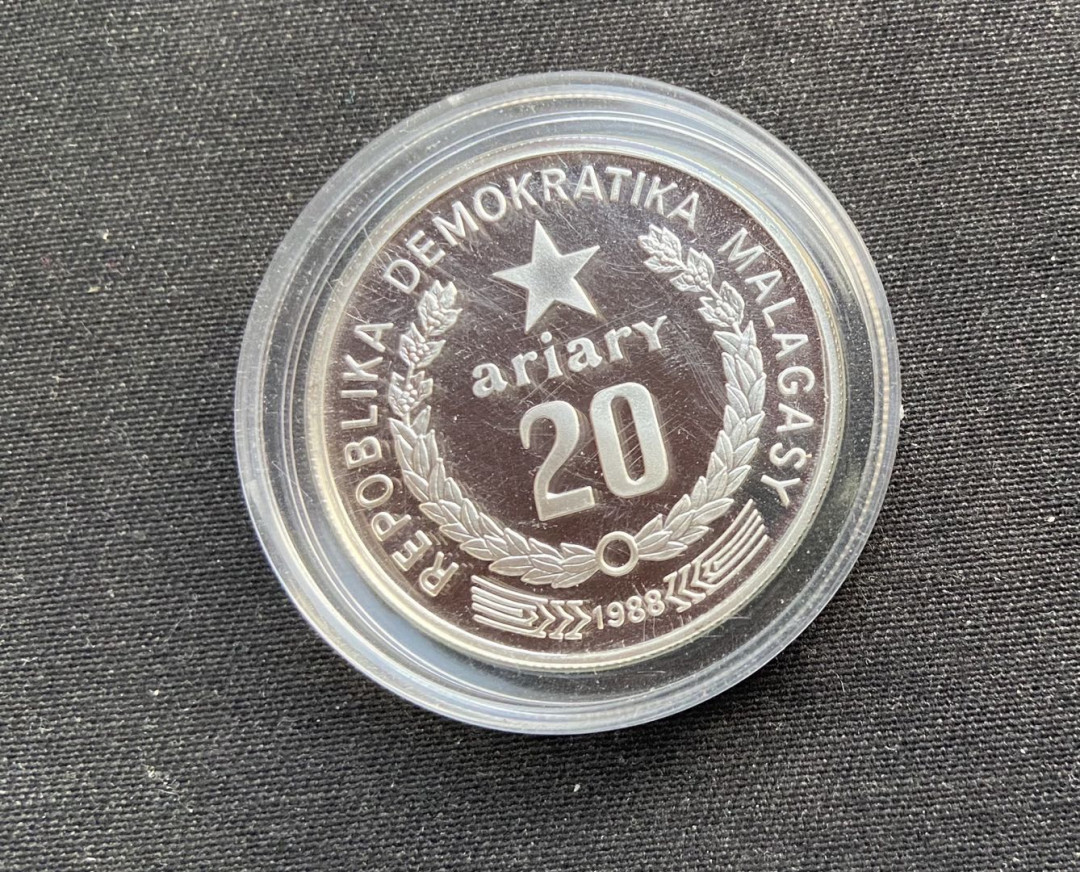 REPOBLIKA DEMOKRATIKA MALAGASY
ariary
20
1988